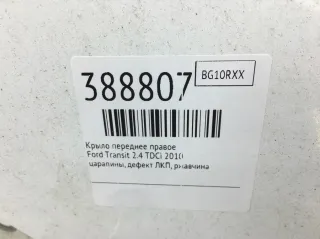 388807
BG10RXX
Крыло переднее правое
Ford Transit 2.4 TDCi 2010
царапины, дефект ЛКП, ржавчина